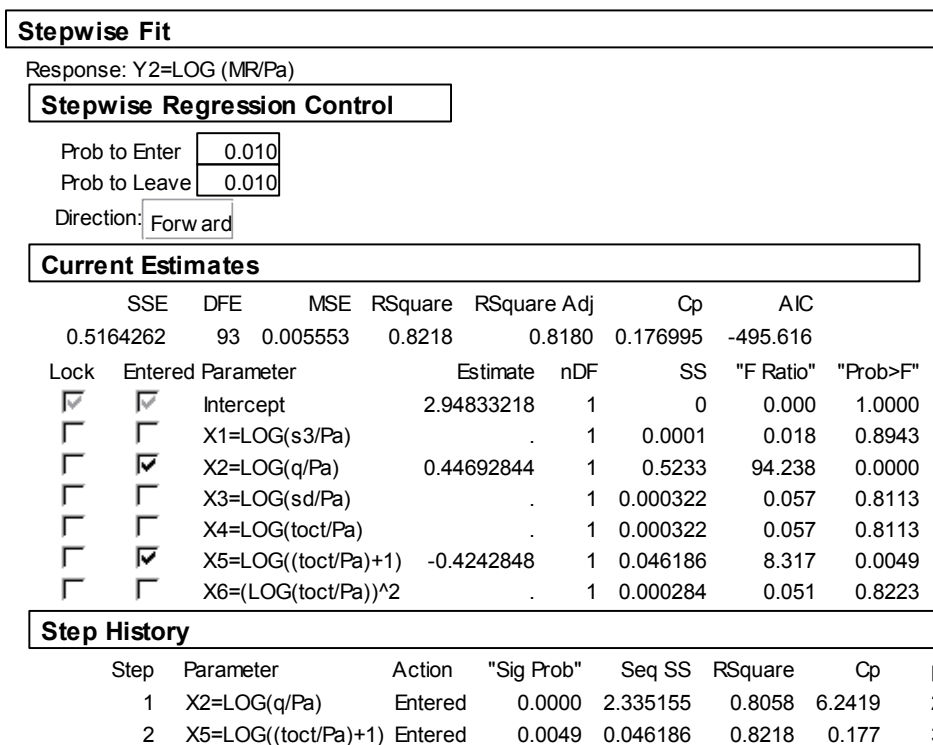 Stepwise Fit
Response: Y2=LOG (MR/Pa)
Stepwise Regression Control
Prob to Enter 0.010
Prob to Leave 0.010
Direction: Forward
Current Estimates
SSE DFE MSE RSquare RSquare Adj Cp AIC
0.5164262 93 0.005553 0.8218 0.8180 0.176995 -495.616
Lock Entered Parameter Estimate nDF SS "F Ratio" "Prob>F"
Intercept 2.94833218 1 0 0.000 1.0000
X1=LOG(s3/Pa) . 1 0.0001 0.018 0.8943
X2=LOG(q/Pa) 0.44692844 1 0.5233 94.238 0.0000
X3=LOG(sd/Pa) . 1 0.000322 0.057 0.8113
X4=LOG(toct/Pa) . 1 0.000322 0.057 0.8113
X5=LOG((toct/Pa)+1) -0.4242848 1 0.046186 8.317 0.0049
X6=(LOG(toct/Pa))^2 . 1 0.000284 0.051 0.8223
Step History
Step Parameter Action "Sig Prob" Seq SS RSquare Cp
1 X2=LOG(q/Pa) Entered 0.0000 2.335155 0.8058 6.2419
2 X5=LOG((toct/Pa)+1) Entered 0.0049 0.046186 0.8218 0.177